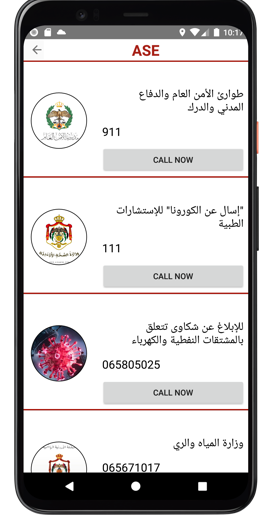 10:17
ASE
طوارئ الأمن العام والدفاع
المدني والدرك
911
CALL NOW
"إسال عن الكورونا" للإستشارات
الطبية
111
CALL NOW
للإبلاغ عن شكاوى تتعلق
بالمشتقات النفطية والكهرباء
065805025
CALL NOW
وزارة المياه والري
065671017